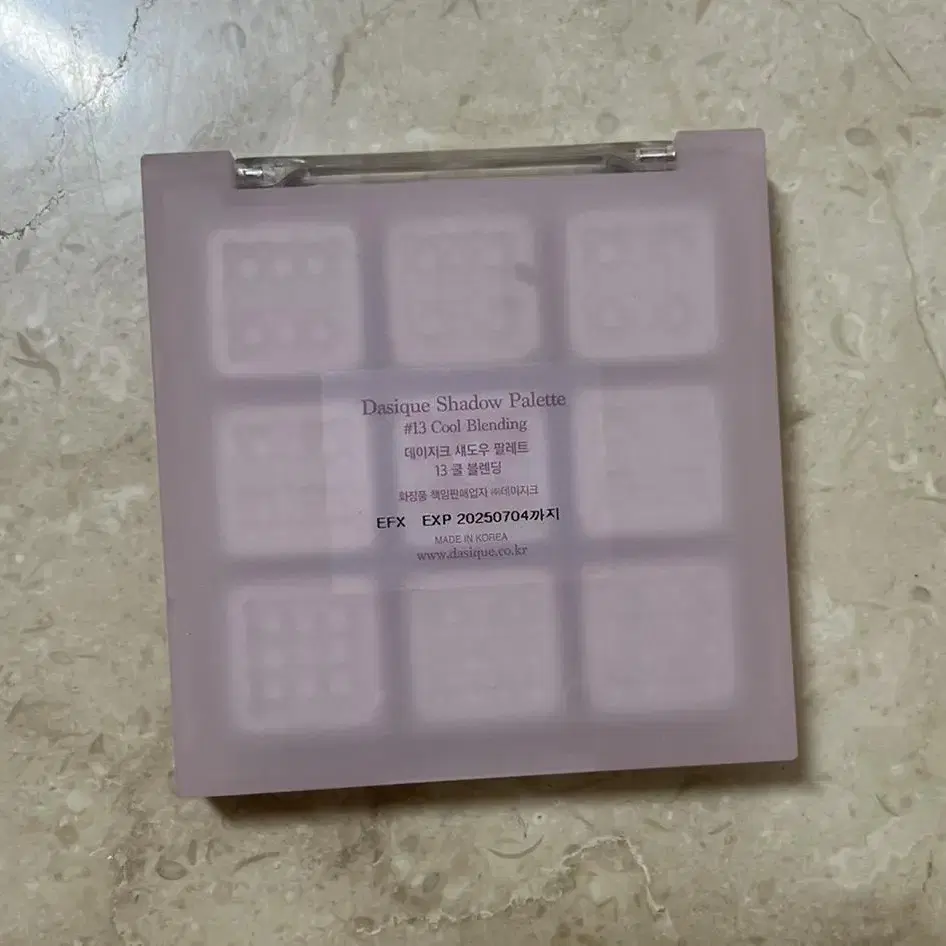 Dasique Shadow Palette
#13 Cool Blending
데이지크 섀도우 팔레트
13 쿨 블렌딩
화장품 책임판매업자 ㈜데이지크
EFX EXP 20250704까지
MADE IN KOREA
www.dasique.co.kr